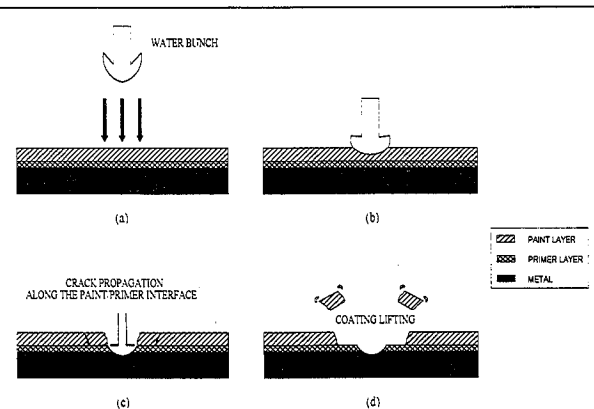 WATER BUNCH
(a)
(b)
PAINT LAYER
PRIMER LAYER
METAL
CRACK PROPAGATION
ALONG THE PAINT/PRIMER INTERFACE
COATING LIFTING
(c)
(d)